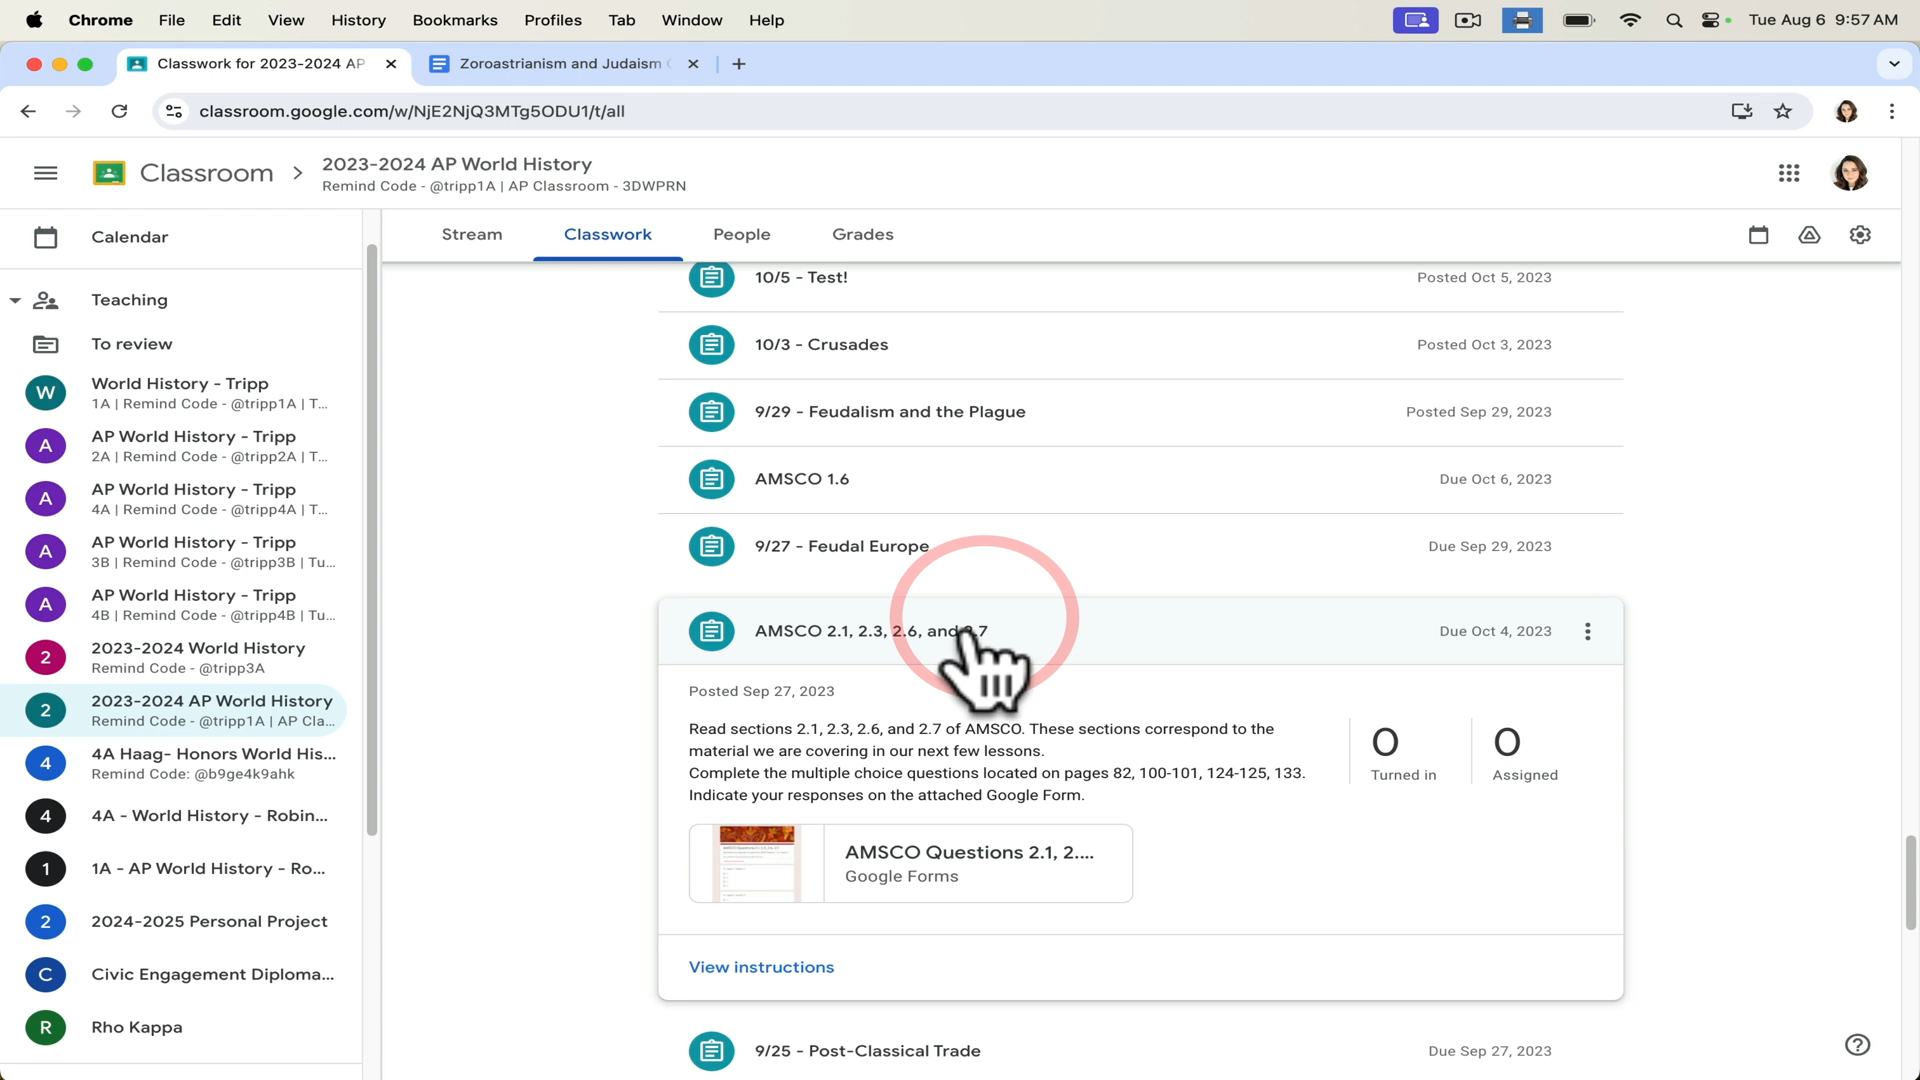 Chrome File Edit View History Bookmarks Profiles Tab Window Help Tue Aug 6 9:57 AM
Classwork for 2023-2024 AP Zoroastrianism and Judaism
classroom.google.com/w/NjE2NjQ3MTg5ODU1/t/all
Classroom > 2023-2024 AP World History
Remind Code - @tripp1A | AP Classroom - 3DWPRN
Calendar
Teaching
To review
W World History - Tripp
1A | Remind Code - @tripp1A | T...
A AP World History - Tripp
2A | Remind Code - @tripp2A | T...
A AP World History - Tripp
4A | Remind Code - @tripp4A | T...
A AP World History - Tripp
3B | Remind Code - @tripp3B | Tu...
A AP World History - Tripp
4B | Remind Code - @tripp4B | Tu...
2 2023-2024 World History
Remind Code - @tripp3A
2 2023-2024 AP World History
Remind Code - @tripp1A | AP Cla...
4 4A Haag- Honors World His...
Remind Code: @b9ge4k9ahk
4 4A - World History - Robin...
1 1A - AP World History - Ro...
2 2024-2025 Personal Project
C Civic Engagement Diploma...
R Rho Kappa
Stream Classwork People Grades
10/5 - Test! Posted Oct 5, 2023
10/3 - Crusades Posted Oct 3, 2023
9/29 - Feudalism and the Plague Posted Sep 29, 2023
AMSCO 1.6 Due Oct 6, 2023
9/27 - Feudal Europe Due Sep 29, 2023
AMSCO 2.1, 2.3, 2.6, and 2.7 Due Oct 4, 2023
Posted Sep 27, 2023
Read sections 2.1, 2.3, 2.6, and 2.7 of AMSCO. These sections correspond to the
material we are covering in our next few lessons.
Complete the multiple choice questions located on pages 82, 100-101, 124-125, 133.
Indicate your responses on the attached Google Form.
0 0
Turned in Assigned
AMSCO Questions 2.1, 2....
Google Forms
View instructions
9/25 - Post-Classical Trade Due Sep 27, 2023